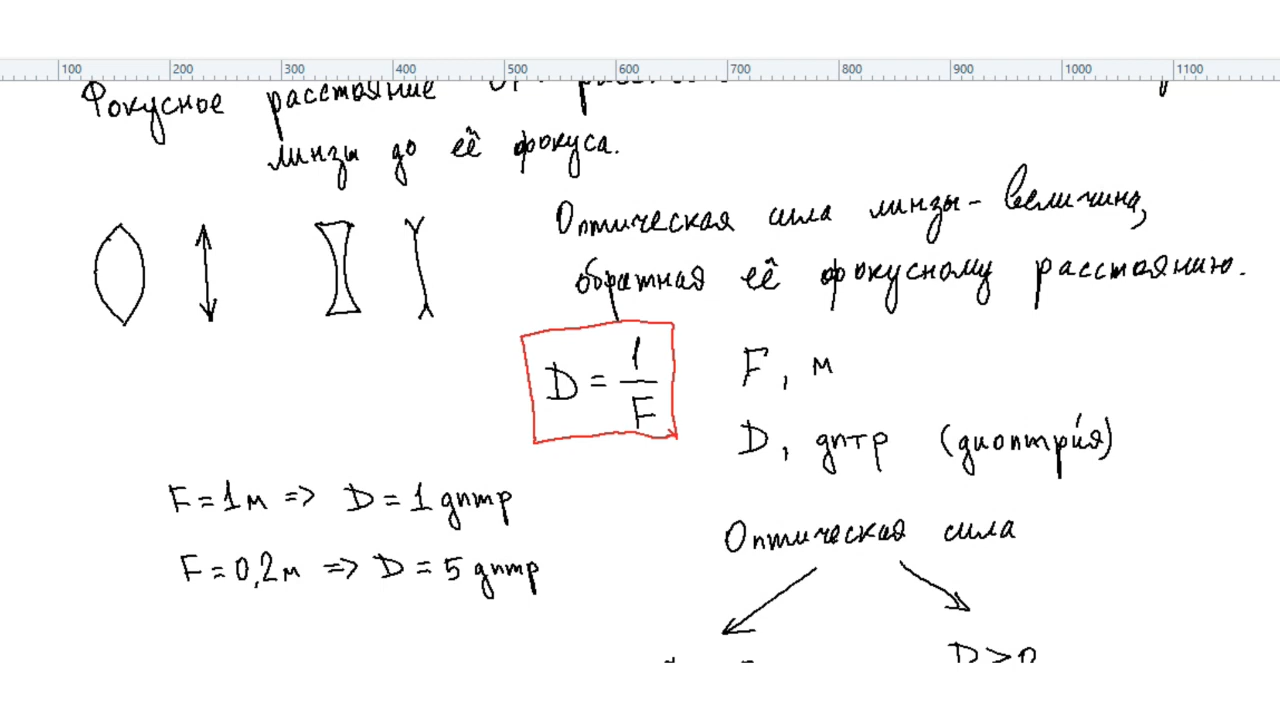 100 200 300 400 500 600 700 800 900 1000 1100
Фокусное расстояние
линзы до её фокуса.
Оптическая сила линзы – величина,
обратная её фокусному расстоянию.
D = 1/F
F, м
D, дптр (диоптри́я)
F = 1м => D = 1 дптр
F = 0,2м => D = 5 дптр
Оптическая сила
D > 0